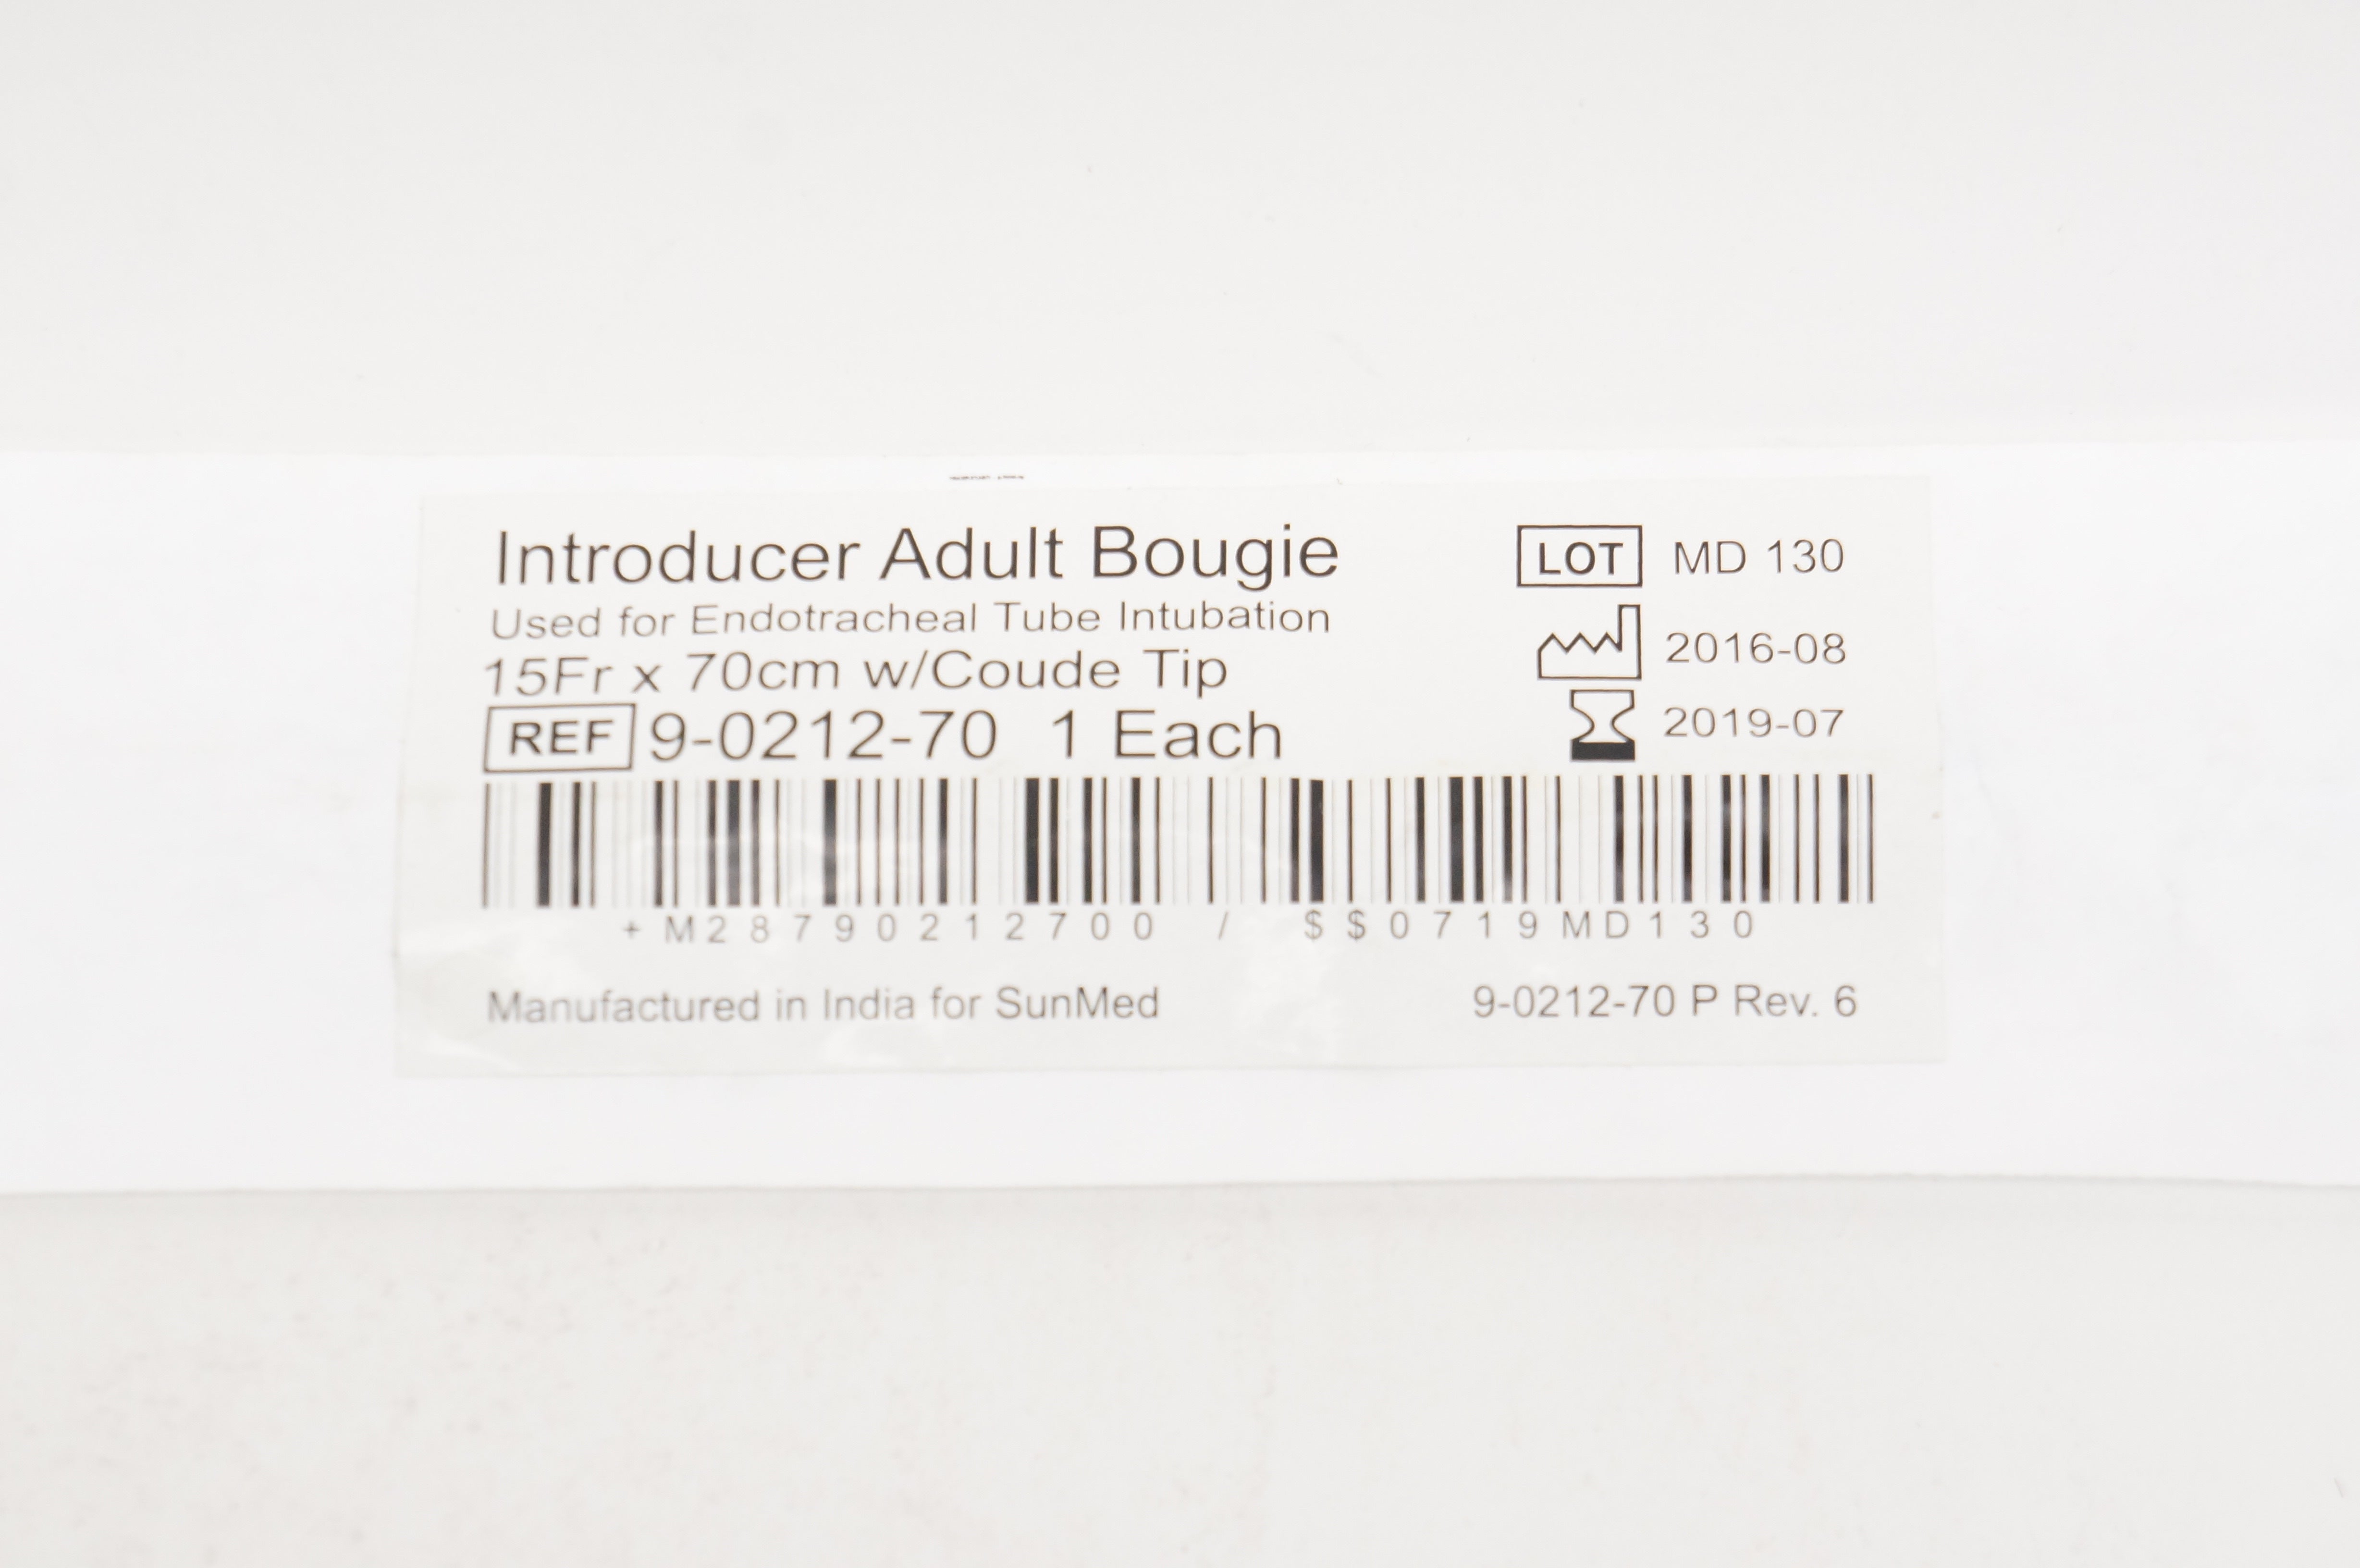 Introducer Adult Bougie
Used for Endotracheal Tube Intubation
15Fr x 70cm w/Coude Tip
REF 9-0212-70 1 Each
LOT MD 130
2016-08
2019-07
+M28790212700 / $$0719MD130
Manufactured in India for SunMed
9-0212-70 P Rev. 6